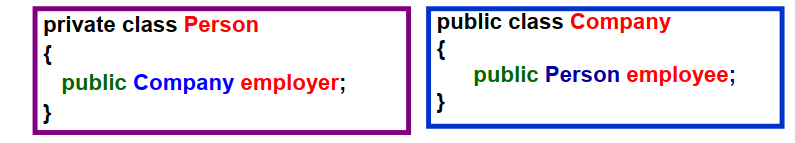 private class Person
{
public Company employer;
}
public class Company
{
public Person employee;
}